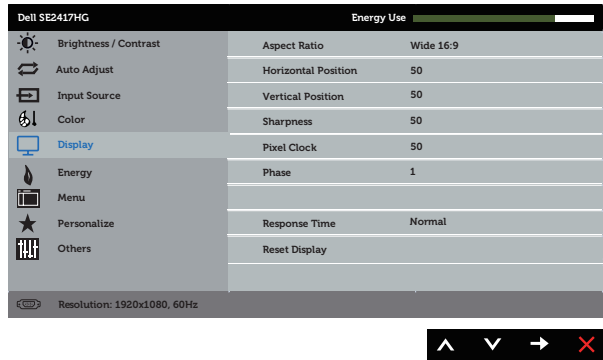 Dell SE2417HG Energy Use
Brightness / Contrast
Auto Adjust
Input Source
Color
Display
Energy
Menu
Personalize
Others
Aspect Ratio Wide 16:9
Horizontal Position 50
Vertical Position 50
Sharpness 50
Pixel Clock 50
Phase 1
Response Time Normal
Reset Display
Resolution: 1920x1080, 60Hz